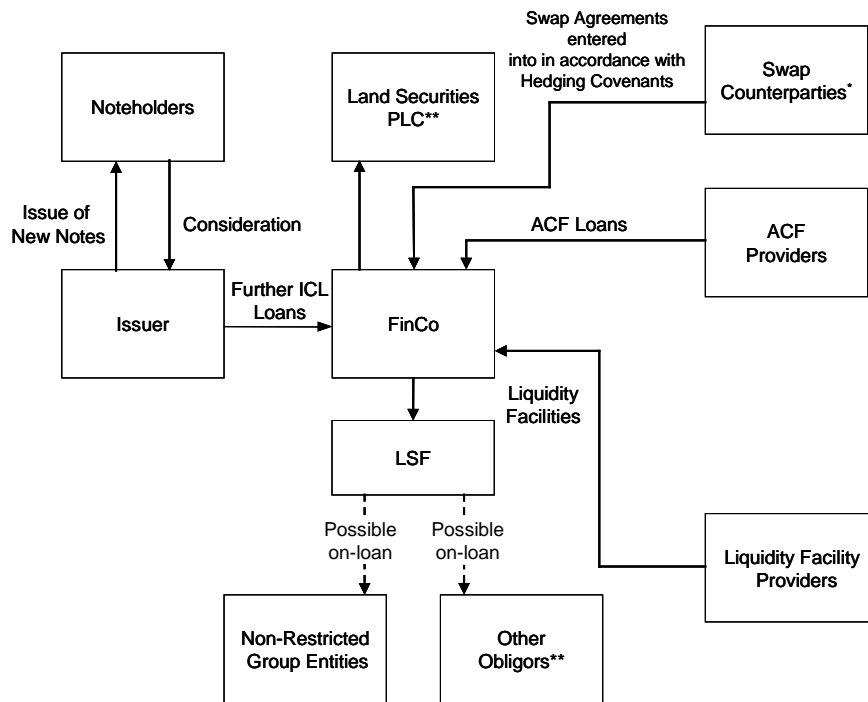 Swap Agreements
entered
into in accordance with
Hedging Covenants
Swap
Counterparties*
Noteholders
Land Securities
PLC**
Issue of
New Notes
Consideration
ACF Loans
ACF
Providers
Issuer
Further ICL
Loans
FinCo
Liquidity
Facilities
LSF
Possible
on-loan
Possible
on-loan
Liquidity Facility
Providers
Non-Restricted
Group Entities
Other
Obligors**